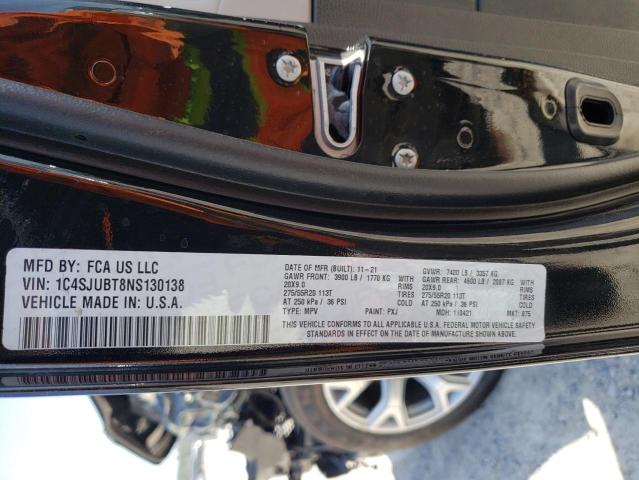 MFD BY: FCA US LLC
VIN: 1C4SJUBT8NS130138
VEHICLE MADE IN U.S.A.
DATE OF MFR (BUILT): 11-21
GVWR: 7400 LB / 3357 KG
GAWR FRONT: 3900 LB / 1770 KG
WITH
GAWR REAR: 4600 LB / 2087 KG
WITH
20X9.0
RIMS
20X9.0
RIMS
275/55R20 113T
TIRES
275/55R20 113T
TIRES
AT 250 kPa / 36 PSI
COLD
AT 250 kPa / 36 PSI
COLD
TYPE: MPV
PAINT: PXJ
MDH: 110421
MKT: 875
THIS VEHICLE CONFORMS TO ALL APPLICABLE U.S.A. FEDERAL MOTOR VEHICLE SAFETY
STANDARDS IN EFFECT ON THE DATE OF MANUFACTURE SHOWN ABOVE.